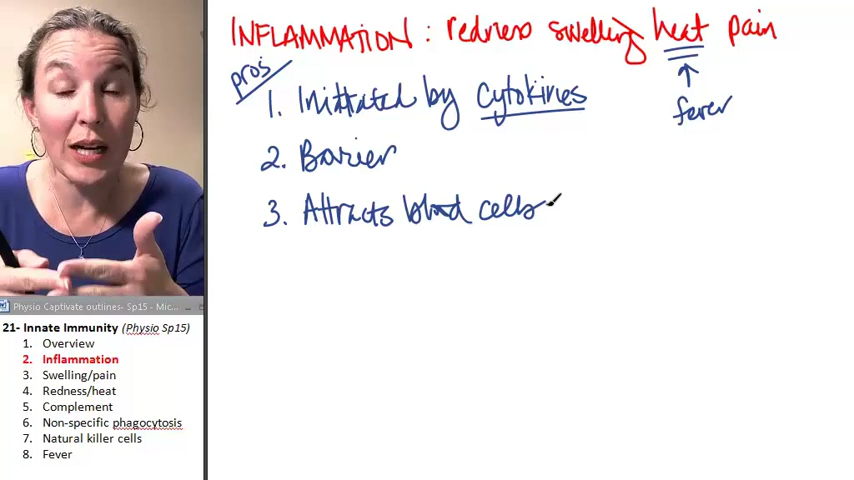 INFLAMMATION: redness swelling heat pain
pros
fever
1. Initiated by cytokines
2. Barrier
3. Attracts blood cells
Physio Captivate outlines- Sp15 - Mic...
21- Innate Immunity (Physio Sp15)
1. Overview
2. Inflammation
3. Swelling/pain
4. Redness/heat
5. Complement
6. Non-specific phagocytosis
7. Natural killer cells
8. Fever